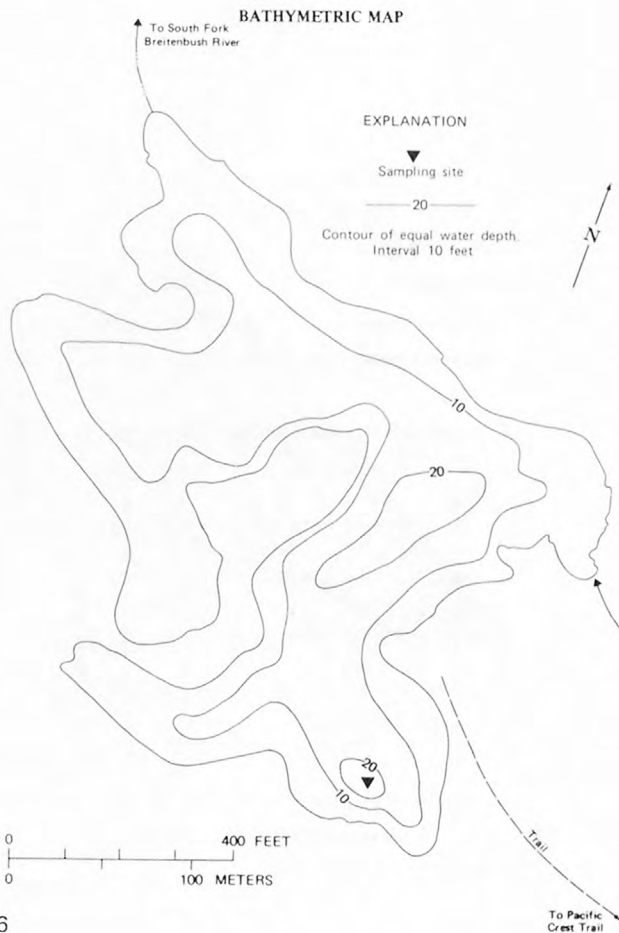 BATHYMETRIC MAP
To South Fork
Breitenbush River
EXPLANATION
Sampling site
20
Contour of equal water depth.
Interval 10 feet
N
10
20
20
10
0 400 FEET
0 100 METERS
Trail
To Pacific
Crest Trail
6